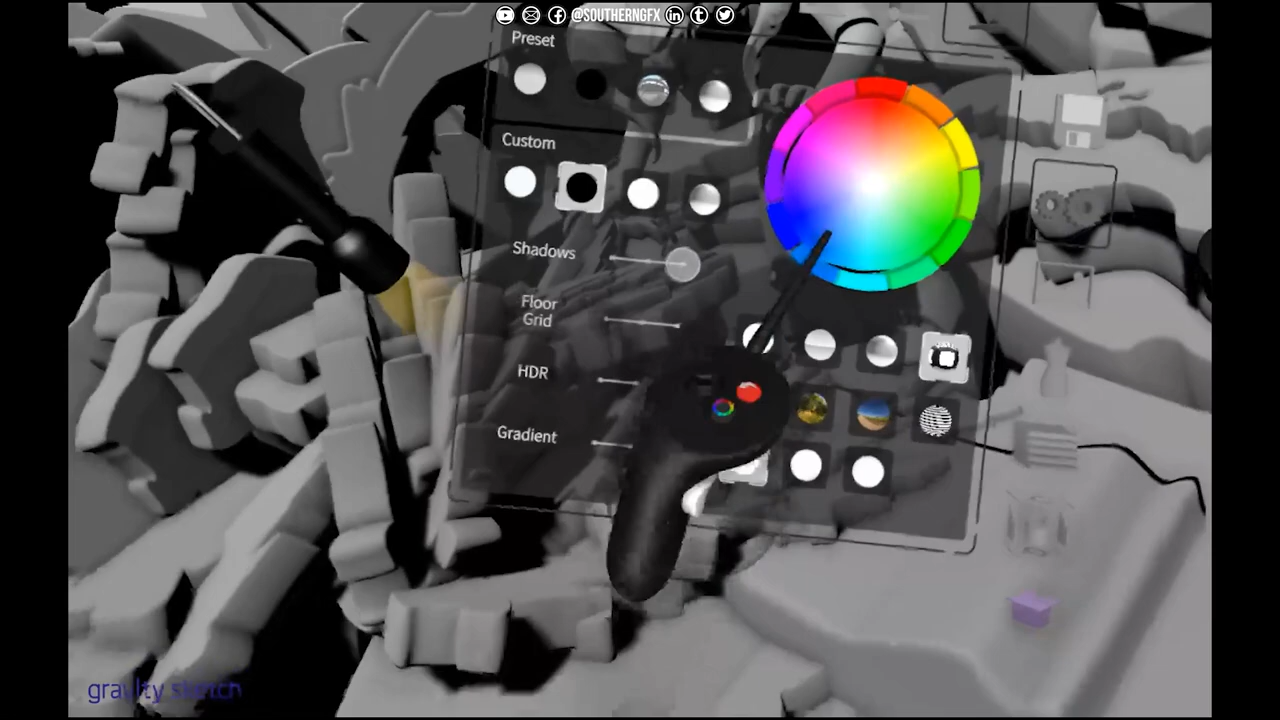 @SOUTHERNGFX
Preset
Custom
Shadows
Floor
Grid
HDR
Gradient
gravity sketch